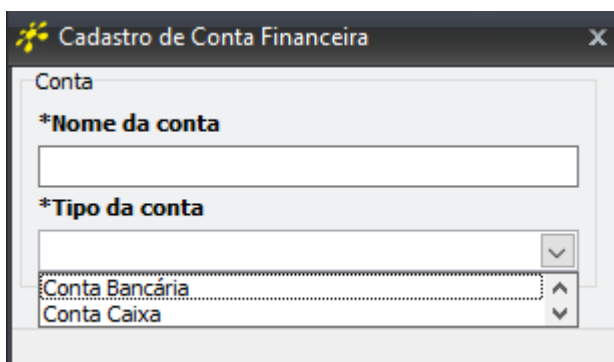 Cadastro de Conta Financeira x
Conta
*Nome da conta
*Tipo da conta
Conta Bancária
Conta Caixa